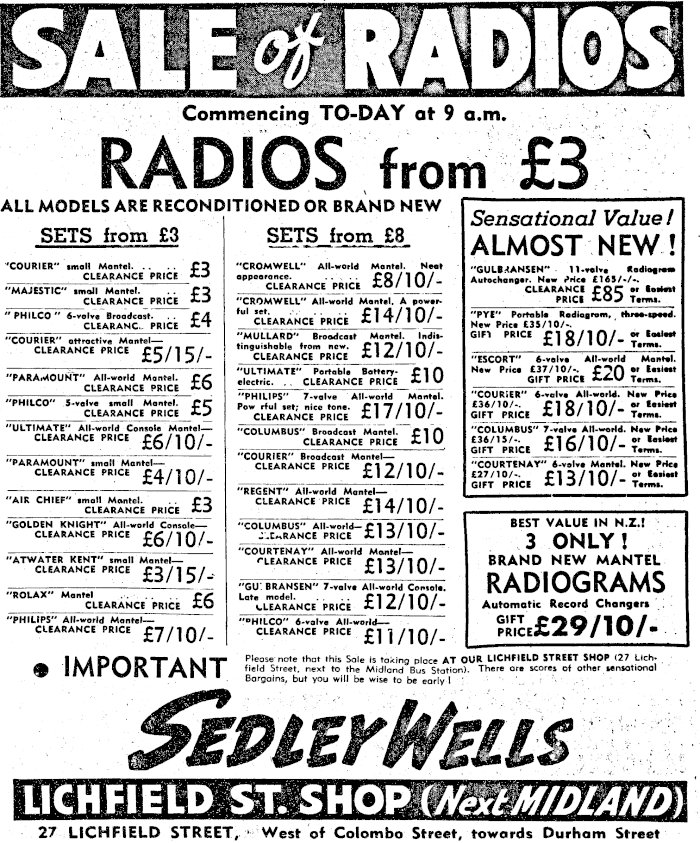 SALE of RADIOS
Commencing TO-DAY at 9 a.m.
RADIOS from £3
ALL MODELS ARE RECONDITIONED OR BRAND NEW
SETS from £3
"COURIER" small Mantel. . . . .
CLEARANCE PRICE £3
"MAJESTIC" small Mantel.
CLEARANCE PRICE £3
"PHILCO" 6-valve Broadcast. . .
CLEARANC. PRICE £4
"COURIER" attractive Mantel—
CLEARANCE PRICE £5/15/-
"PARAMOUNT" All-world Mantel.
CLEARANCE PRICE £6
"PHILCO" 5-valve small Mantel.
CLEARANCE PRICE £5
"ULTIMATE" All-world Console Mantel—
CLEARANCE PRICE £6/10/-
"PARAMOUNT" small Mantel—
CLEARANCE PRICE £4/10/-
"AIR CHIEF" small Mantel.
CLEARANCE PRICE £3
"GOLDEN KNIGHT" All-world Console—
CLEARANCE PRICE £6/10/-
"ATWATER KENT" small Mantel—
CLEARANCE PRICE £3/15/-
"ROLAX" Mantel
CLEARANCE PRICE £6
"PHILIPS" All-world Mantel—
CLEARANCE PRICE £7/10/-
SETS from £8
"CROMWELL" All-world Mantel. Neat
appearance.
CLEARANCE PRICE £8/10/-
"CROMWELL" All-world Mantel. A power-
ful set.
CLEARANCE PRICE £14/10/-
"MULLARD" Broadcast Mantel. Indis-
tinguishable from new.
CLEARANCE PRICE £12/10/-
"ULTIMATE" Portable Battery-
electric. . . CLEARANCE PRICE £10
"PHILIPS" 7-valve All-world Mantel.
Pow rful set; nice tone.
CLEARANCE PRICE £17/10/-
"COLUMBUS" Broadcast Mantel.
CLEARANCE PRICE £10
"COURIER" Broadcast Mantel—
CLEARANCE PRICE £12/10/-
"REGENT" All-world Mantel—
CLEARANCE PRICE £14/10/-
"COLUMBUS" All-world—
CLEARANCE PRICE £13/10/-
"COURTENAY" All-world Mantel—
CLEARANCE PRICE £13/10/-
"GULBRANSEN" 7-valve All-world Console.
Late model.
CLEARANCE PRICE £12/10/-
"PHILCO" 6-valve All-world—
CLEARANCE PRICE £11/10/-
Sensational Value!
ALMOST NEW!
"GULBRANSEN" 11-valve Radiogram
Autochanger. New Price £165/-/-.
CLEARANCE PRICE £85 or Easiest Terms.
"PYE" Portable Radiogram, three-speed.
New Price £35/10/-.
GIFT PRICE £18/10/- or Easiest Terms.
"ESCORT" 6-valve All-world Mantel.
New Price £37/10/-.
GIFT PRICE £20 or Easiest Terms.
"COURIER" 6-valve All-world. New Price
£36/10/-.
GIFT PRICE £18/10/- or Easiest Terms.
"COLUMBUS" 7-valve All-world. New Price
£36/15/-.
GIFT PRICE £16/10/- or Easiest Terms.
"COURTENAY" 6-valve Mantel. New Price
£27/10/-.
GIFT PRICE £13/10/- or Easiest Terms.
BEST VALUE IN N.Z.!
3 ONLY!
BRAND NEW MANTEL
RADIOGRAMS
Automatic Record Changers
GIFT PRICE £29/10/-
● IMPORTANT
Please note that this Sale is taking place AT OUR LICHFIELD STREET SHOP (27 Lich-
field Street, next to the Midland Bus Station). There are scores of other sensational
Bargains, but you will be wise to be early!
SEDLEY WELLS
LICHFIELD ST. SHOP (Next MIDLAND)
27 LICHFIELD STREET, West of Colombo Street, towards Durham Street